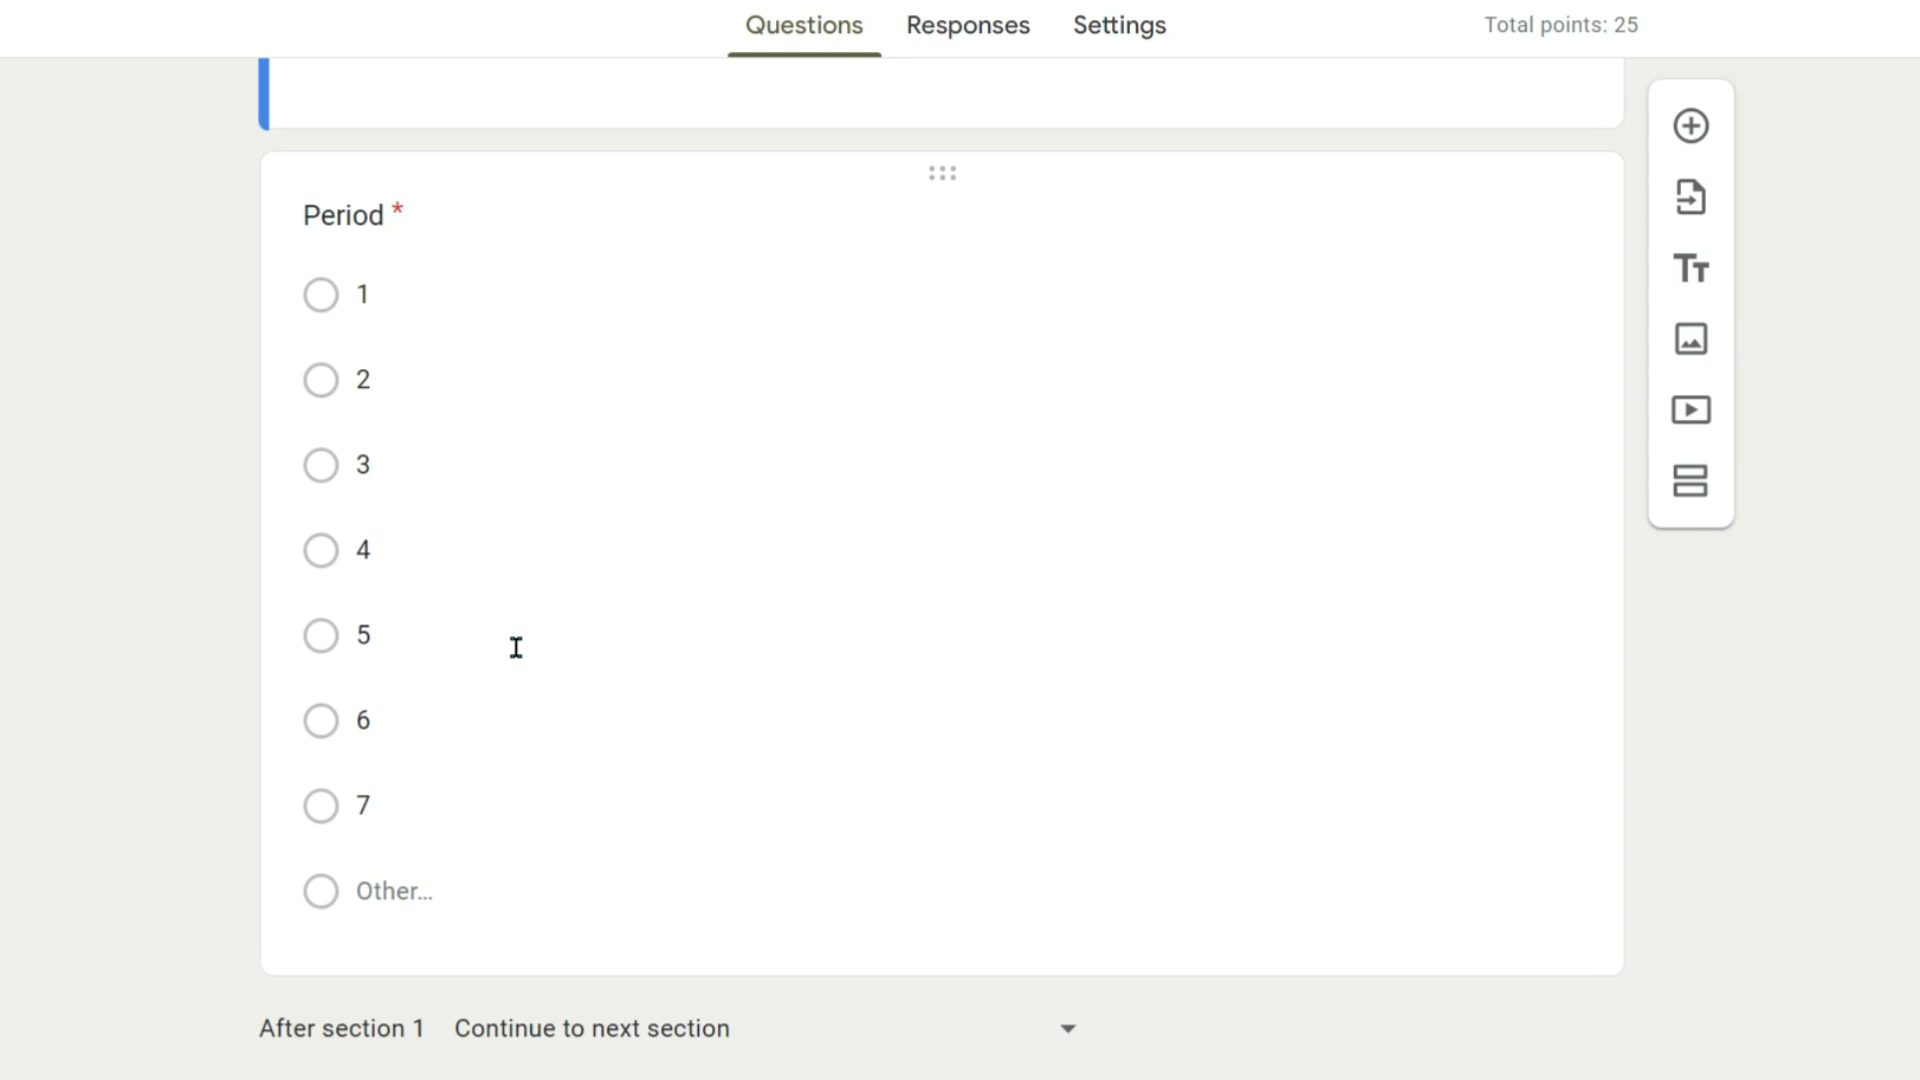 Questions Responses Settings Total points: 25
Period *
1
2
3
4
5
6
7
Other...
After section 1 Continue to next section